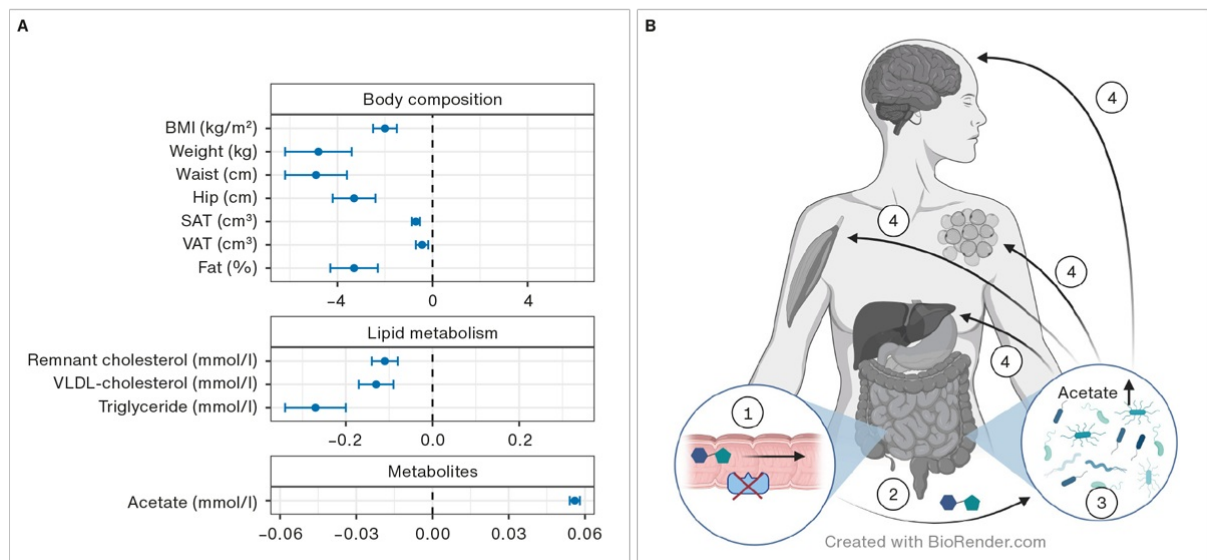 A
Body composition
BMI (kg/m²)
Weight (kg)
Waist (cm)
Hip (cm)
SAT (cm³)
VAT (cm³)
Fat (%)
−4 0 4
Lipid metabolism
Remnant cholesterol (mmol/l)
VLDL-cholesterol (mmol/l)
Triglyceride (mmol/l)
−0.2 0.0 0.2
Metabolites
Acetate (mmol/l)
−0.06 −0.03 0.00 0.03 0.06
B
4
4
4
4
1
Acetate
2
3
Created with BioRender.com